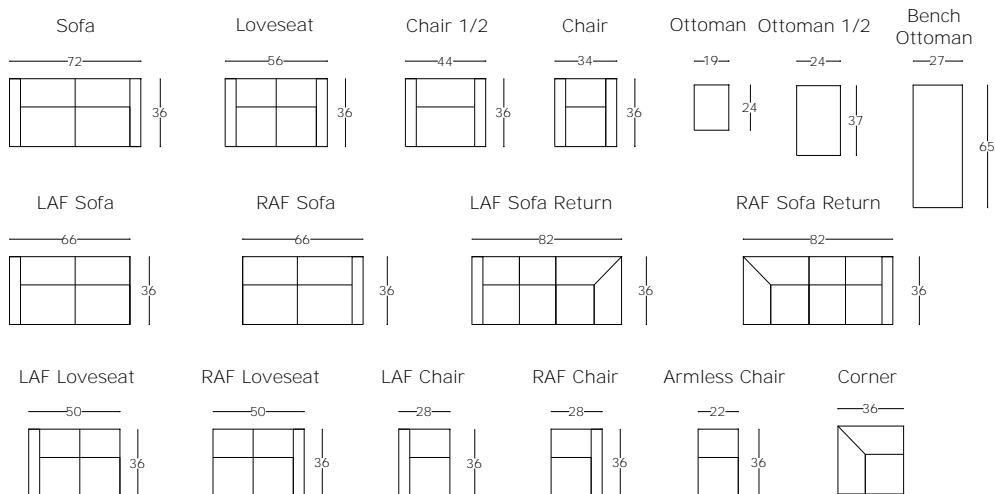 Sofa
Loveseat
Chair 1/2
Chair
Ottoman
Ottoman 1/2
Bench
Ottoman
72
56
44
34
19
24
27
36
36
36
36
24
37
65
LAF Sofa
RAF Sofa
LAF Sofa Return
RAF Sofa Return
66
66
82
82
36
36
36
36
LAF Loveseat
RAF Loveseat
LAF Chair
RAF Chair
Armless Chair
Corner
50
50
28
28
22
36
36
36
36
36
36